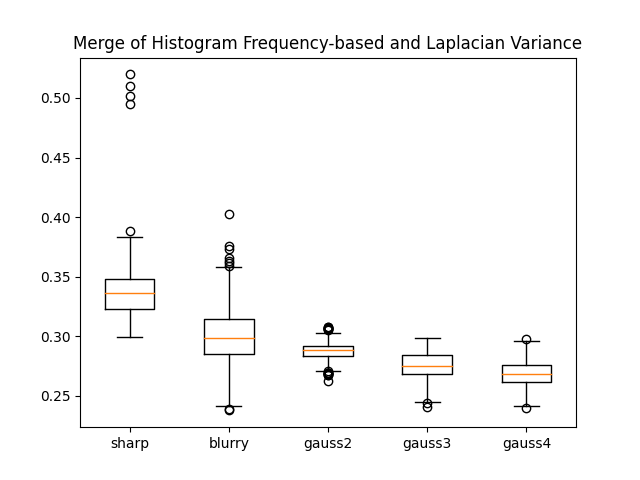 Merge of Histogram Frequency-based and Laplacian Variance
0.50
0.45
0.40
0.35
0.30
0.25
sharp
blurry
gauss2
gauss3
gauss4